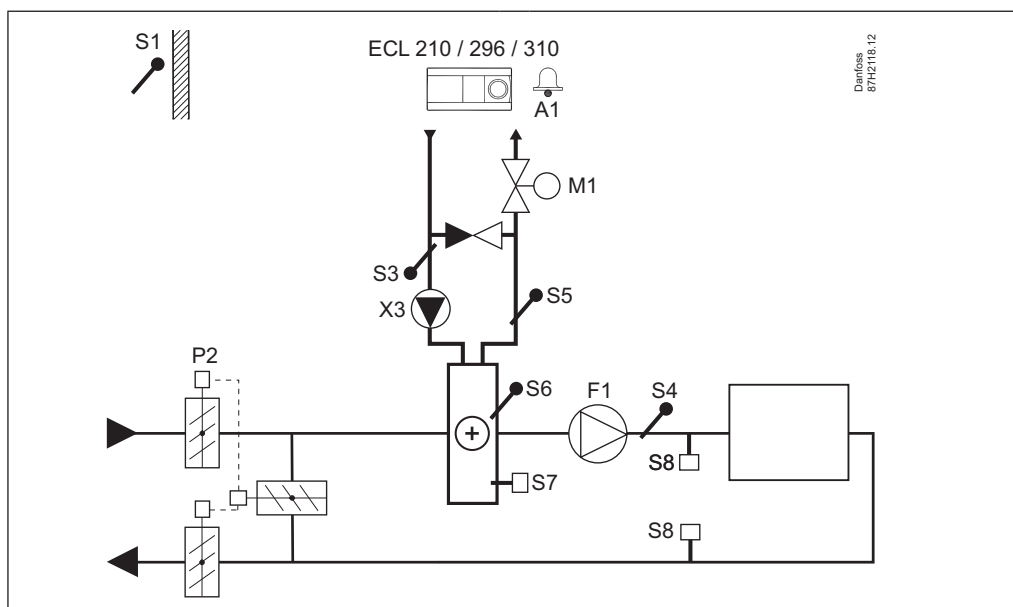 S1
ECL 210 / 296 / 310
A1
Danfoss
87H2118.12
M1
S3
S5
X3
P2
S6
F1
S4
S8
S7
S8
+